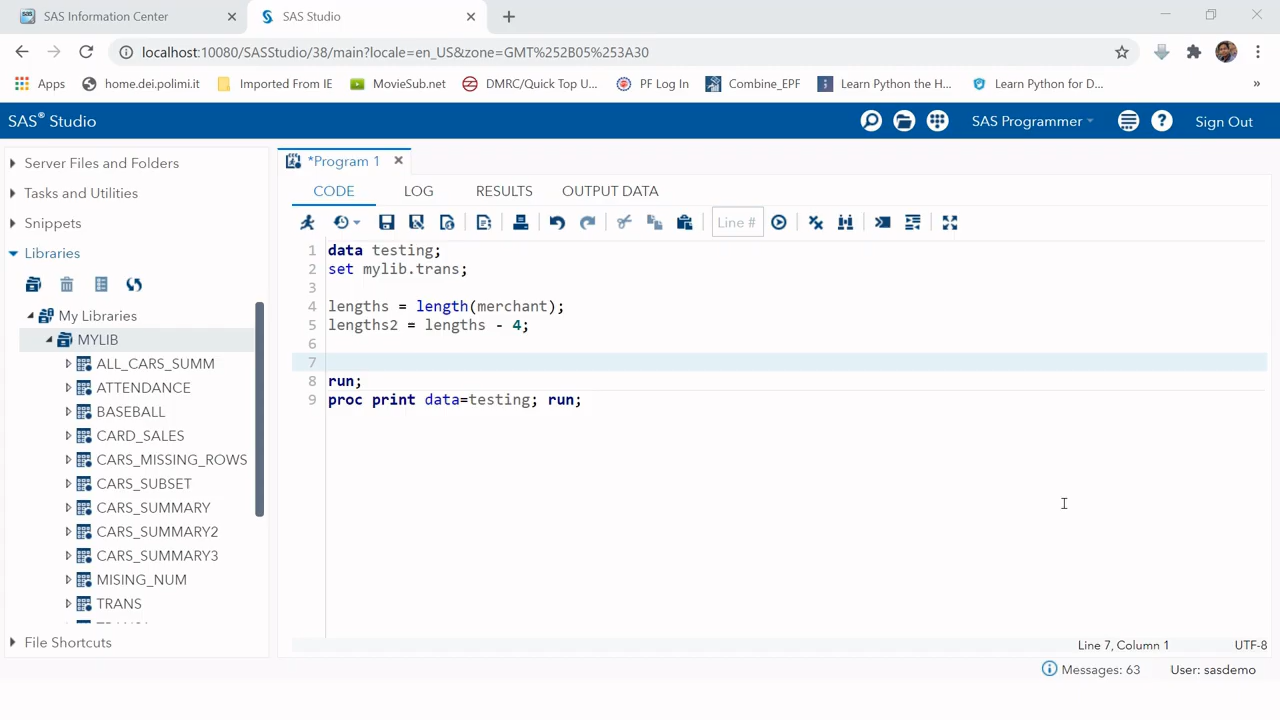 SAS Information Center
SAS Studio
localhost:10080/SASStudio/38/main?locale=en_US&zone=GMT%252B05%253A30
Apps
home.dei.polimi.it
Imported From IE
MovieSub.net
DMRC/Quick Top U...
PF Log In
Combine_EPF
Learn Python the H...
Learn Python for D...
»
SAS® Studio
SAS Programmer
Sign Out
Server Files and Folders
Tasks and Utilities
Snippets
Libraries
My Libraries
MYLIB
ALL_CARS_SUMM
ATTENDANCE
BASEBALL
CARD_SALES
CARS_MISSING_ROWS
CARS_SUBSET
CARS_SUMMARY
CARS_SUMMARY2
CARS_SUMMARY3
MISING_NUM
TRANS
File Shortcuts
*Program 1
CODE LOG RESULTS OUTPUT DATA
Line #
1 data testing;
2 set mylib.trans;
3
4 lengths = length(merchant);
5 lengths2 = lengths - 4;
6
7
8 run;
9 proc print data=testing; run;
Line 7, Column 1
UTF-8
Messages: 63
User: sasdemo